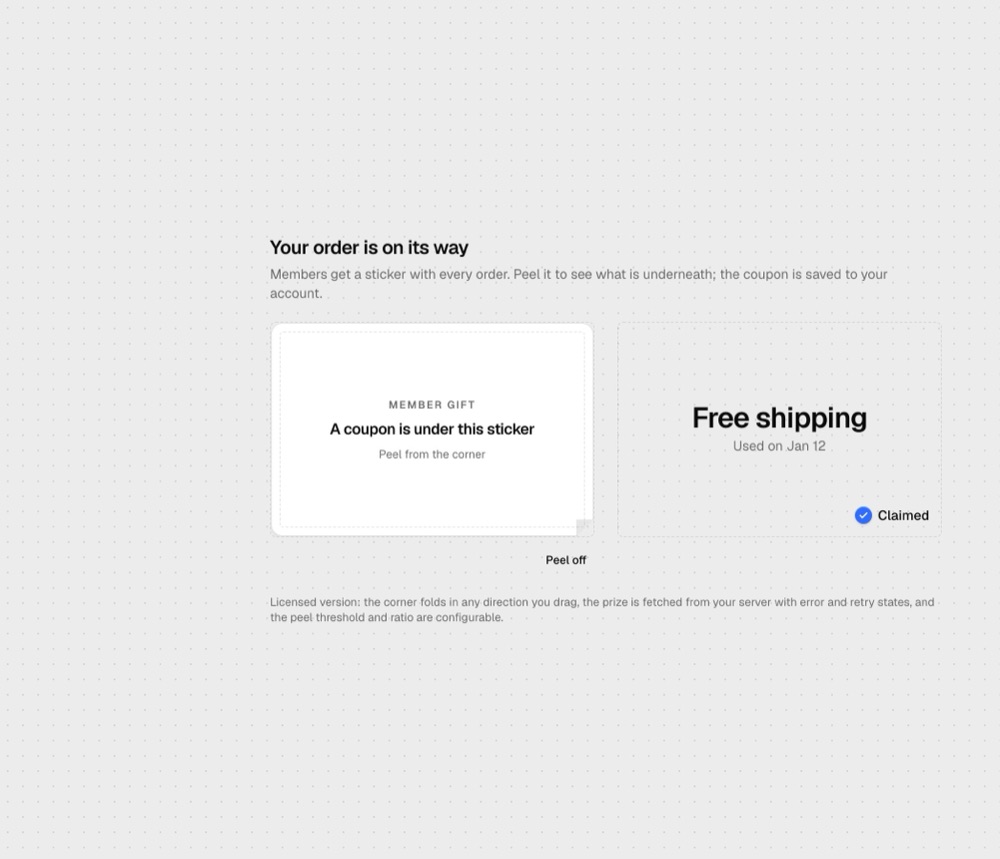 Your order is on its way
Members get a sticker with every order. Peel it to see what is underneath; the coupon is saved to your
account.
MEMBER GIFT
A coupon is under this sticker
Peel from the corner
Peel off
Free shipping
Used on Jan 12
Claimed
Licensed version: the corner folds in any direction you drag, the prize is fetched from your server with error and retry states, and
the peel threshold and ratio are configurable.